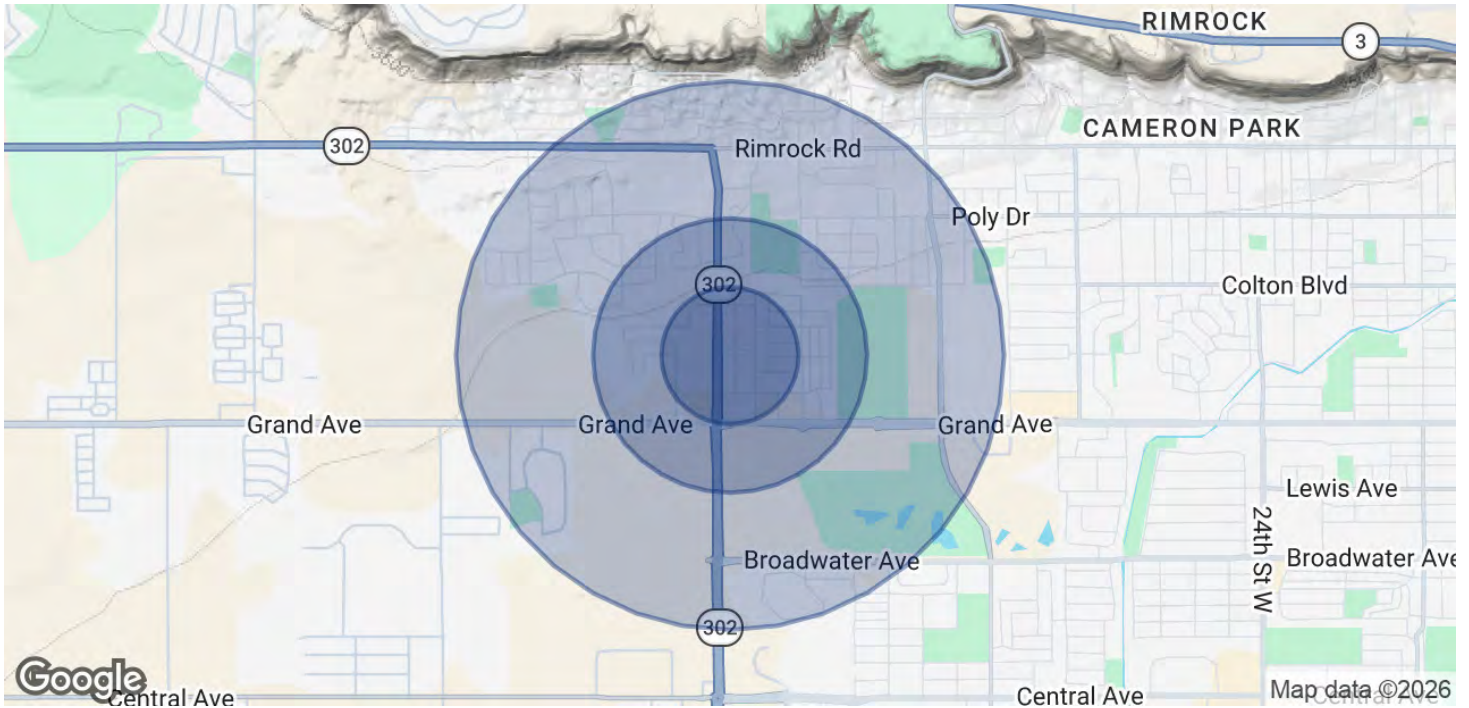 RIMROCK
3
3600'
CAMERON PARK
302
Rimrock Rd
Poly Dr
302
Colton Blvd
Grand Ave
Grand Ave
Grand Ave
Lewis Ave
24th St W
Broadwater Ave
Broadwater Ave
302
Google
Central Ave
Central Ave
Map data ©2026